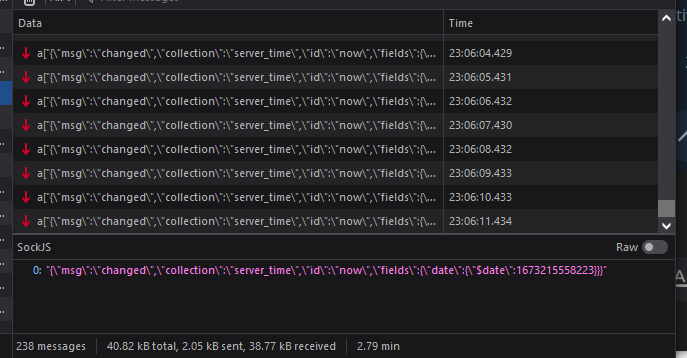 Data Time
a["{\"msg\":\"changed\",\"collection\":\"server_time\",\"id\":\"now\",\"fields\":{\... 23:06:04.429
a["{\"msg\":\"changed\",\"collection\":\"server_time\",\"id\":\"now\",\"fields\":{\... 23:06:05.431
a["{\"msg\":\"changed\",\"collection\":\"server_time\",\"id\":\"now\",\"fields\":{\... 23:06:06.432
a["{\"msg\":\"changed\",\"collection\":\"server_time\",\"id\":\"now\",\"fields\":{\... 23:06:07.430
a["{\"msg\":\"changed\",\"collection\":\"server_time\",\"id\":\"now\",\"fields\":{\... 23:06:08.432
a["{\"msg\":\"changed\",\"collection\":\"server_time\",\"id\":\"now\",\"fields\":{\... 23:06:09.433
a["{\"msg\":\"changed\",\"collection\":\"server_time\",\"id\":\"now\",\"fields\":{\... 23:06:10.433
a["{\"msg\":\"changed\",\"collection\":\"server_time\",\"id\":\"now\",\"fields\":{\... 23:06:11.434
SockJS Raw
0: "{\"msg\":\"changed\",\"collection\":\"server_time\",\"id\":\"now\",\"fields\":{\"date\":{\"$date\":1673215558223}}}"
238 messages 40.82 kB total, 2.05 kB sent, 38.77 kB received 2.79 min